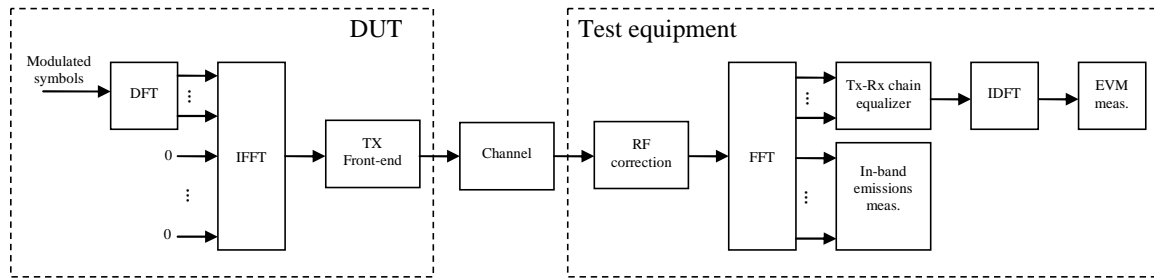 DUT
Test equipment
Modulated
symbols
DFT
...
0
...
0
IFFT
TX
Front-end
Channel
RF
correction
FFT
...
...
Tx-Rx chain
equalizer
IDFT
EVM
meas.
In-band
emissions
meas.